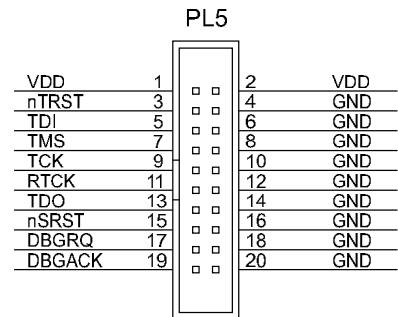 PL5
VDD 1 2 VDD
nTRST 3 4 GND
TDI 5 6 GND
TMS 7 8 GND
TCK 9 10 GND
RTCK 11 12 GND
TDO 13 14 GND
nSRST 15 16 GND
DBGRQ 17 18 GND
DBGACK 19 20 GND